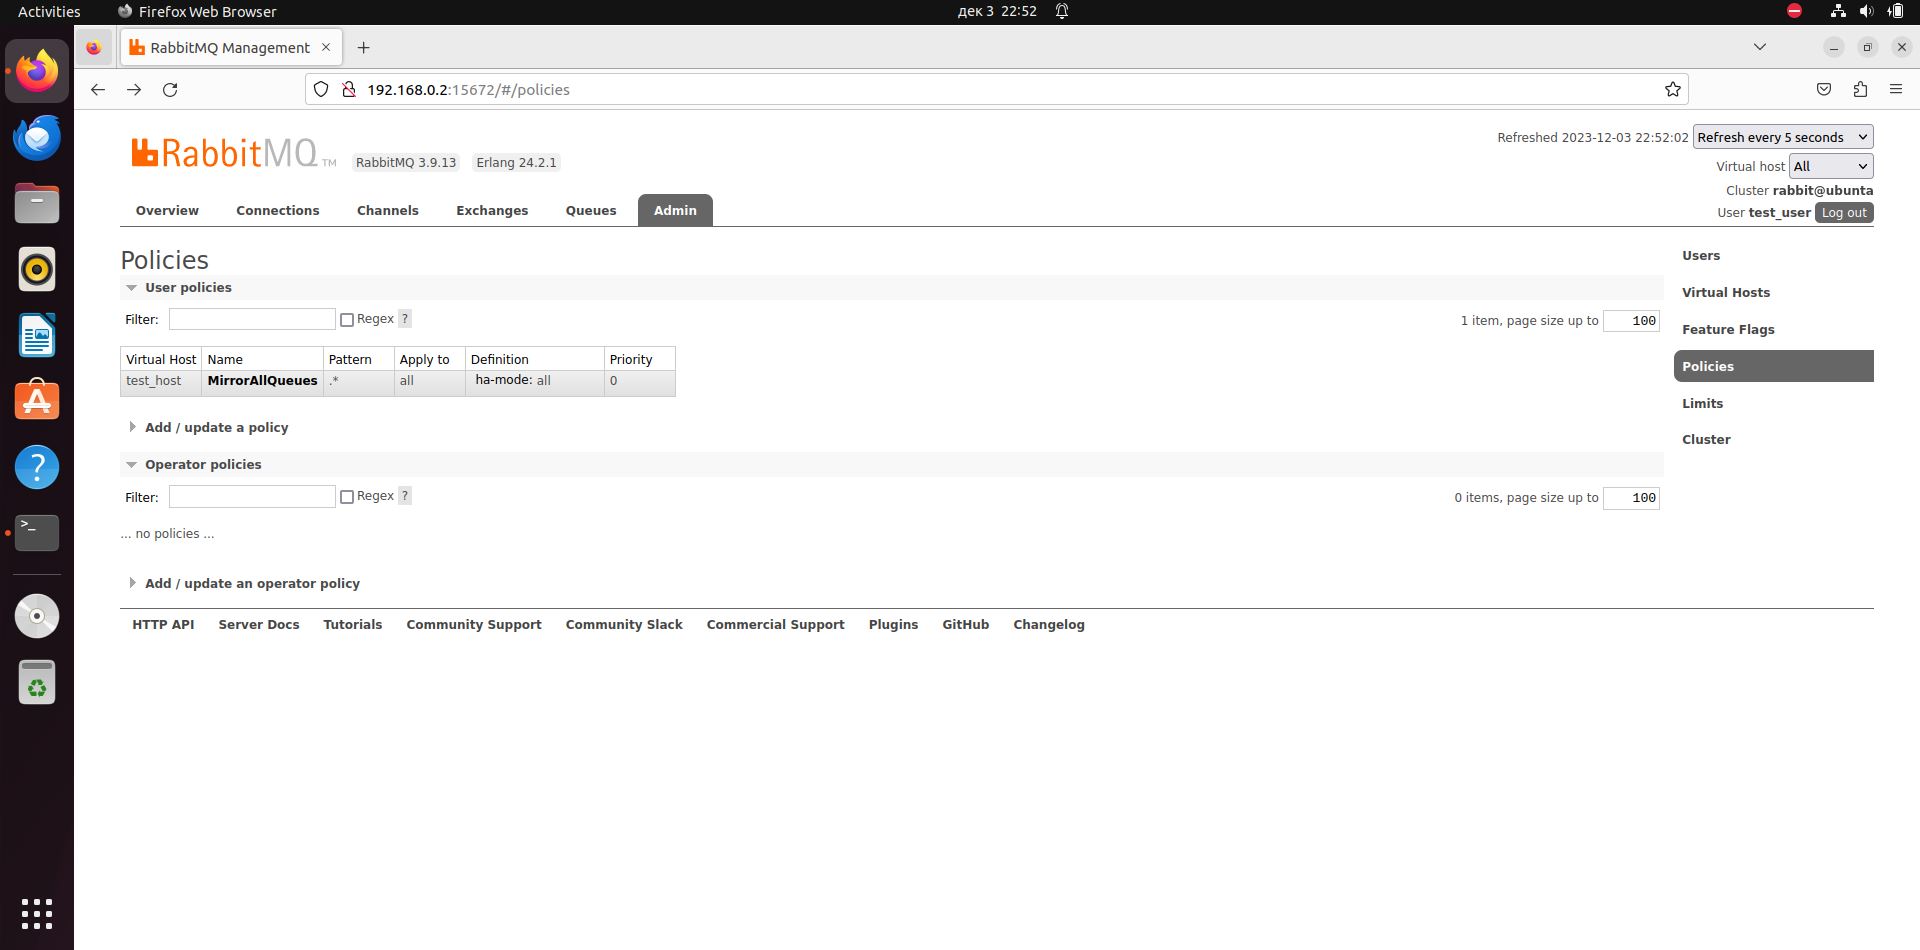 Activities Firefox Web Browser дек 3 22:52
RabbitMQ Management
192.168.0.2:15672/#/policies
Refreshed 2023-12-03 22:52:02 Refresh every 5 seconds
RabbitMQ TM RabbitMQ 3.9.13 Erlang 24.2.1
Virtual host All
Cluster rabbit@ubunta
User test_user Log out
Overview Connections Channels Exchanges Queues Admin
Policies
User policies
Filter: Regex ? 1 item, page size up to 100
Virtual Host Name Pattern Apply to Definition Priority
test_host MirrorAllQueues .* all ha-mode: all 0
Add / update a policy
Operator policies
Filter: Regex ? 0 items, page size up to 100
... no policies ...
Add / update an operator policy
Users
Virtual Hosts
Feature Flags
Policies
Limits
Cluster
HTTP API Server Docs Tutorials Community Support Community Slack Commercial Support Plugins GitHub Changelog